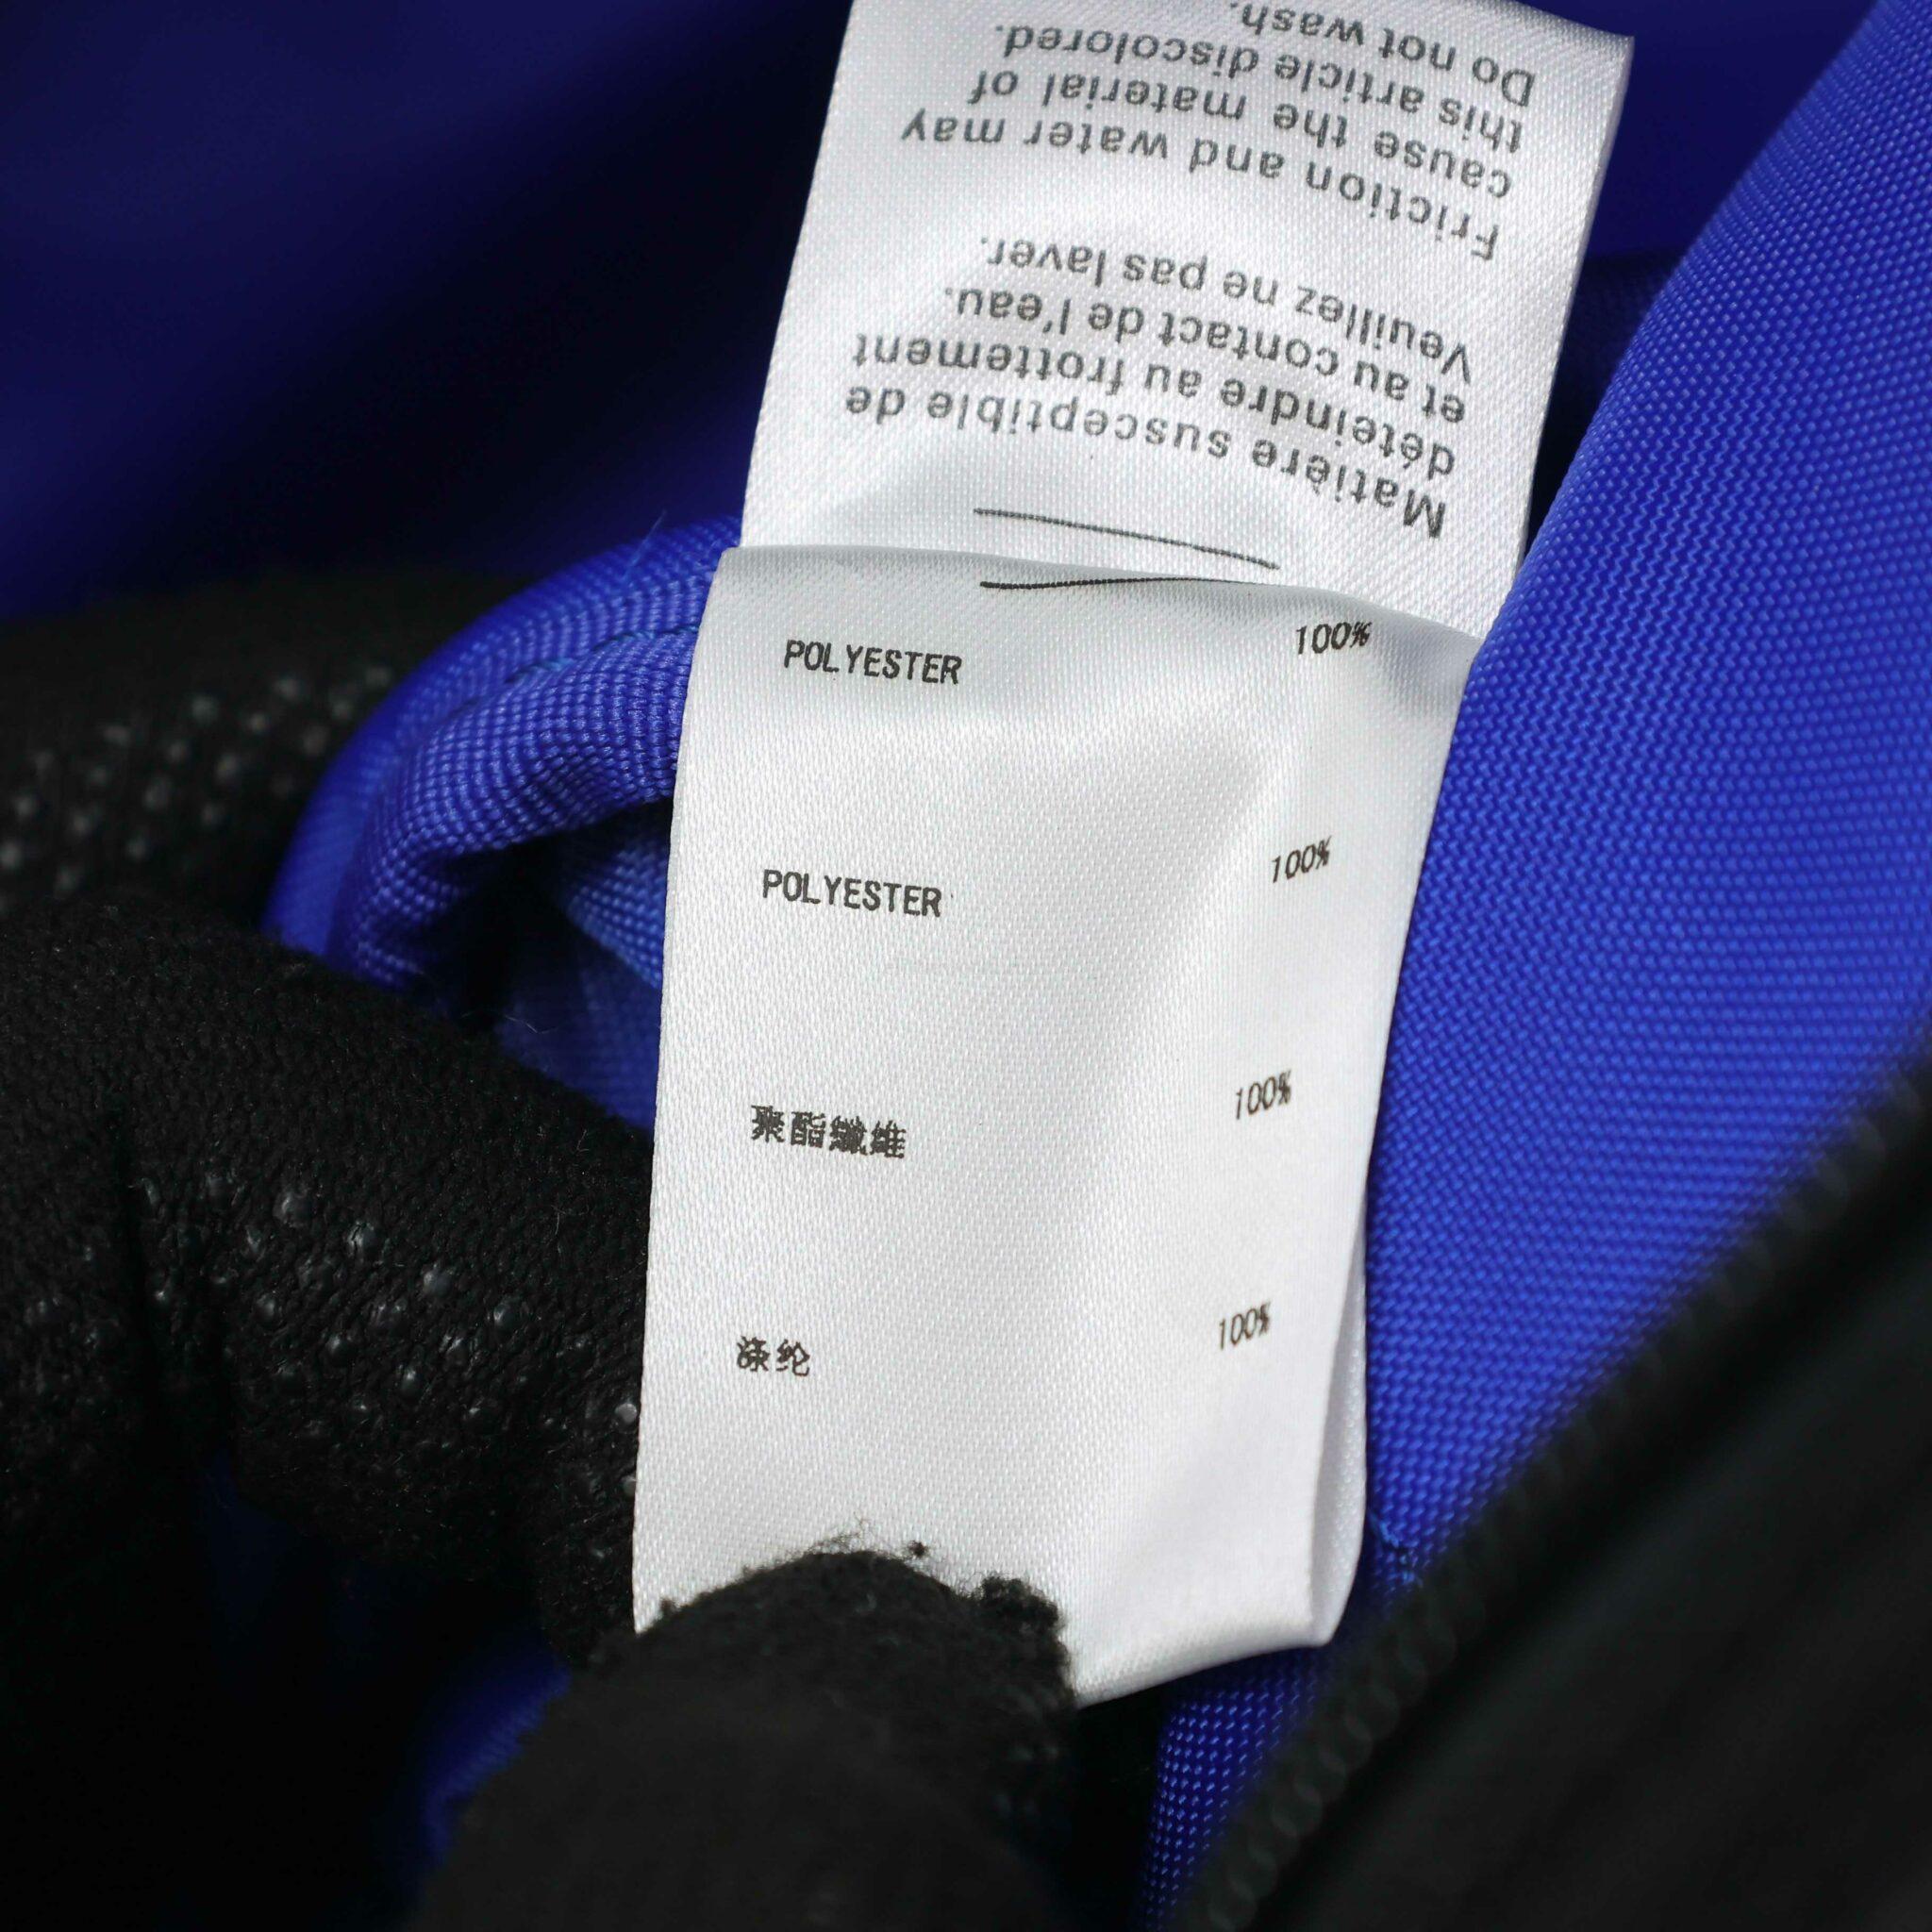 Matière susceptible de
déteindre au frottement
et au contact de l'eau.
Veuillez ne pas laver.
Friction and water may
cause the material of
this article discolored.
Do not wash.
POLYESTER 100%
POLYESTER 100%
聚酯纖维 100%
涤纶 100%